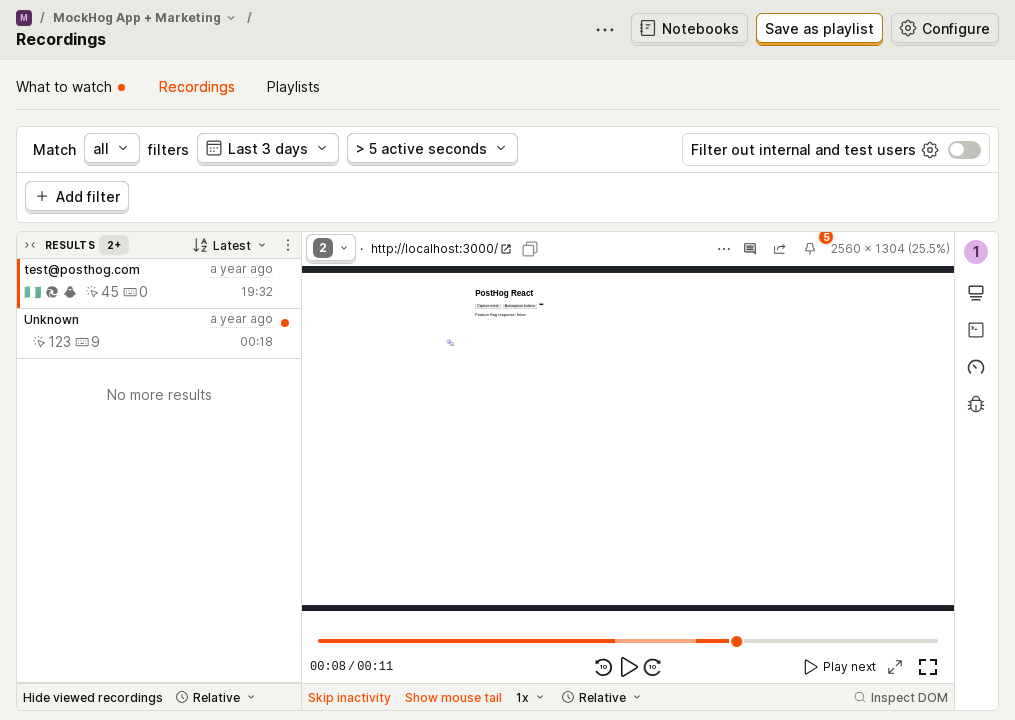 M / MockHog App + Marketing /
Recordings
Notebooks
Save as playlist
Configure
What to watch
Recordings
Playlists
Match all filters
Last 3 days
> 5 active seconds
Filter out internal and test users
Add filter
RESULTS 2+
Latest
test@posthog.com
a year ago
45 0
19:32
Unknown
a year ago
123 9
00:18
No more results
Hide viewed recordings
Relative
2 · http://localhost:3000/
5
2560 × 1304 (25.5%)
1
PostHog React
Capture event Autocapture buttons
Feature flag response: false
00:08 / 00:11
10
10
Play next
Skip inactivity
Show mouse tail
1x
Relative
Inspect DOM